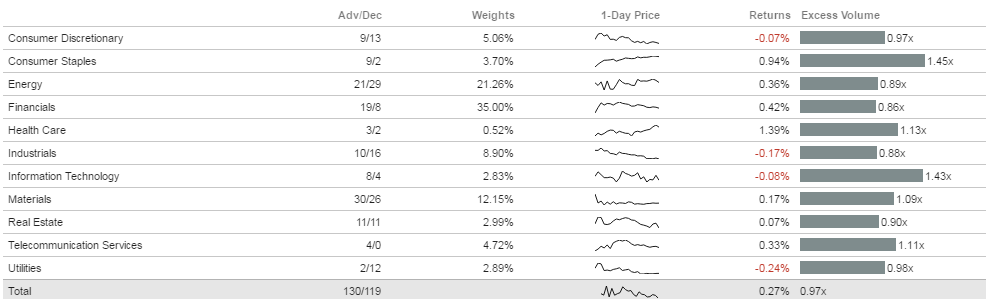 Adv/Dec Weights 1-Day Price Returns Excess Volume
Consumer Discretionary 9/13 5.06% -0.07% 0.97x
Consumer Staples 9/2 3.70% 0.94% 1.45x
Energy 21/29 21.26% 0.36% 0.89x
Financials 19/8 35.00% 0.42% 0.86x
Health Care 3/2 0.52% 1.39% 1.13x
Industrials 10/16 8.90% -0.17% 0.88x
Information Technology 8/4 2.83% -0.08% 1.43x
Materials 30/26 12.15% 0.17% 1.09x
Real Estate 11/11 2.99% 0.07% 0.90x
Telecommunication Services 4/0 4.72% 0.33% 1.11x
Utilities 2/12 2.89% -0.24% 0.98x
Total 130/119 0.27% 0.97x